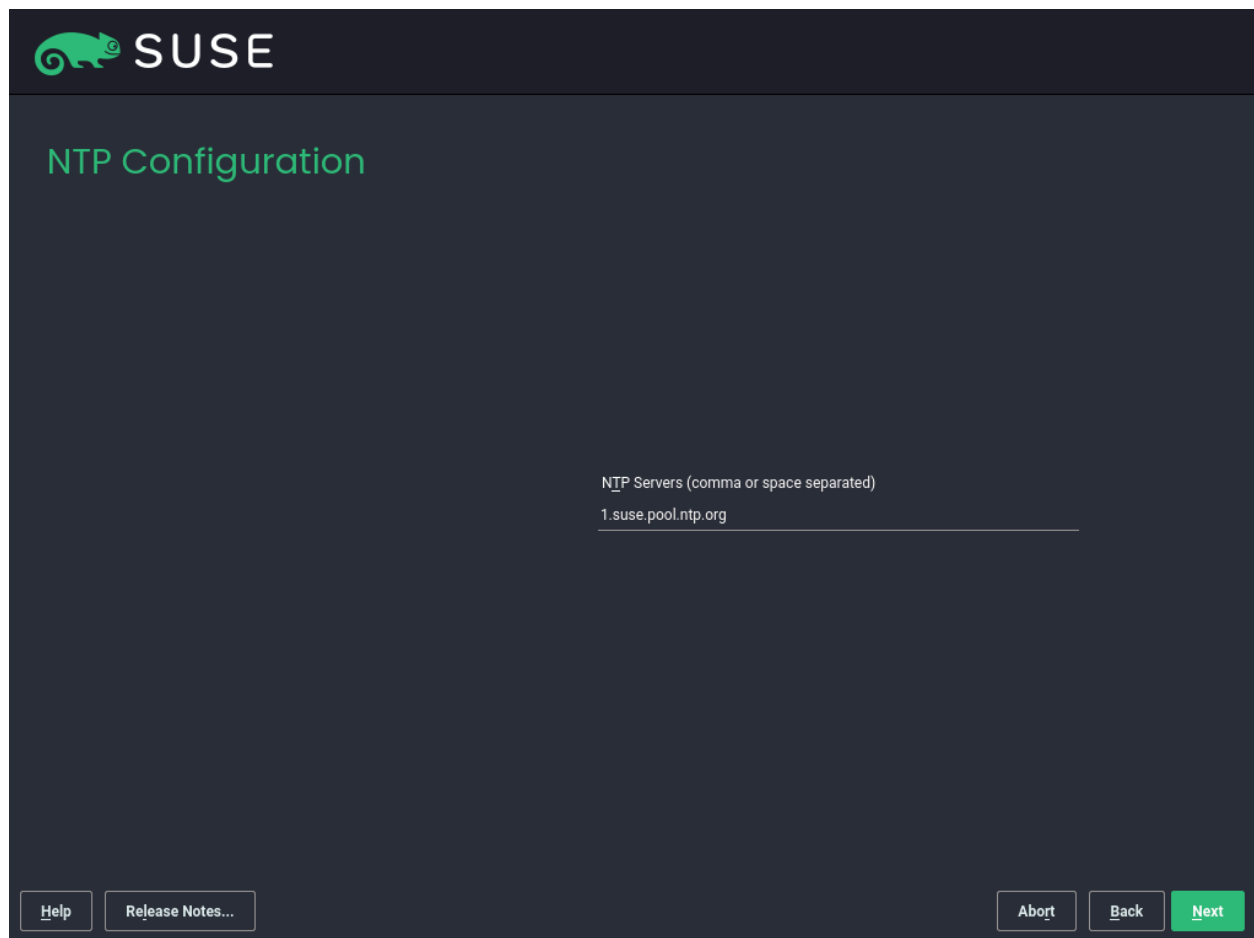 SUSE
NTP Configuration
NTP Servers (comma or space separated)
1.suse.pool.ntp.org
Help
Release Notes...
Abort
Back
Next